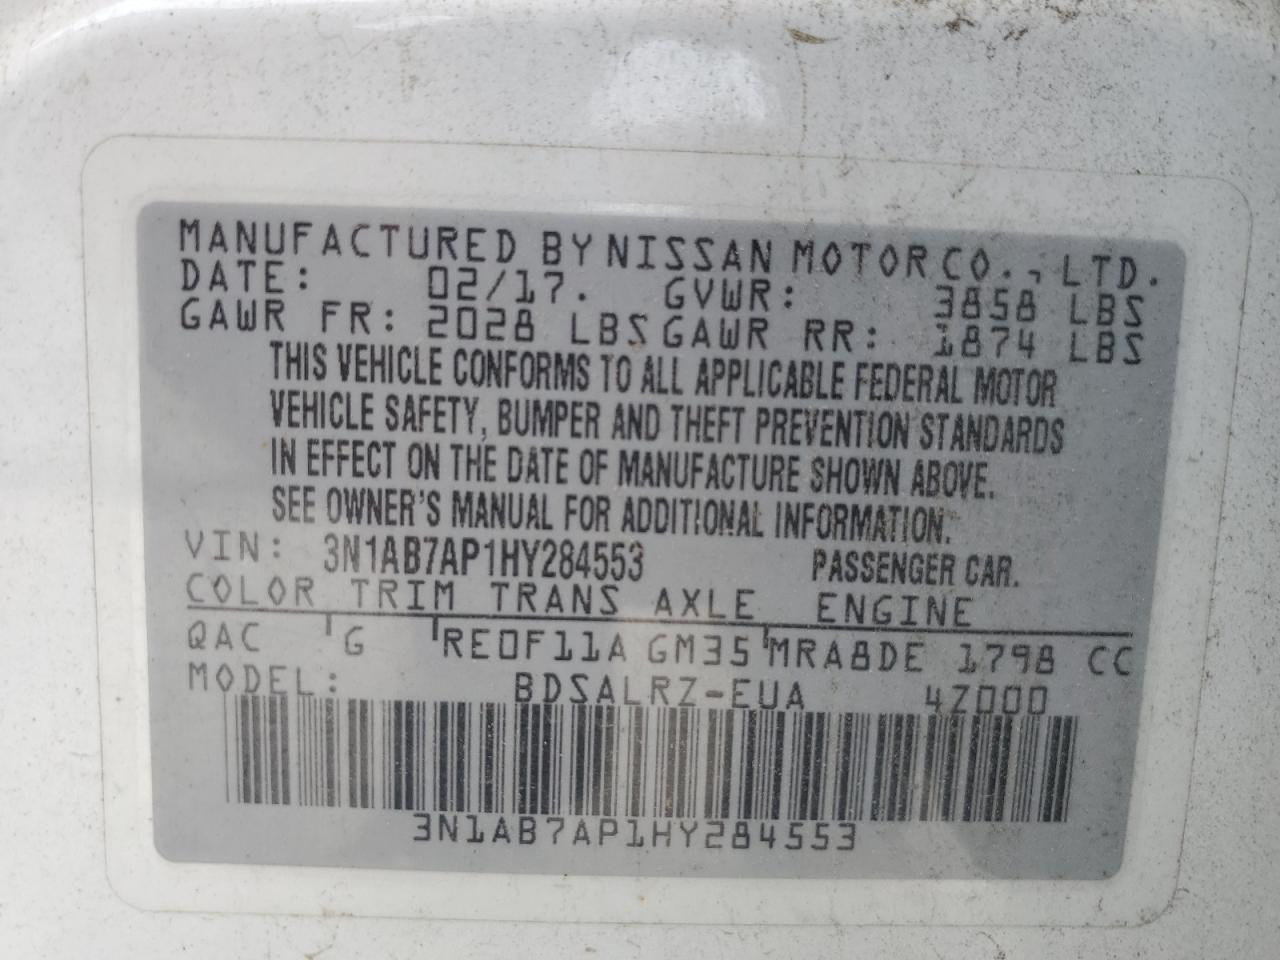 MANUFACTURED BY NISSAN MOTOR CO., LTD.
DATE: 02/17. GVWR: 3858 LBS
GAWR FR: 2028 LBS GAWR RR: 1874 LBS
THIS VEHICLE CONFORMS TO ALL APPLICABLE FEDERAL MOTOR
VEHICLE SAFETY, BUMPER AND THEFT PREVENTION STANDARDS
IN EFFECT ON THE DATE OF MANUFACTURE SHOWN ABOVE.
SEE OWNER'S MANUAL FOR ADDITIONAL INFORMATION.
VIN: 3N1AB7AP1HY284553 PASSENGER CAR.
COLOR TRIM TRANS AXLE ENGINE
QAC G RE0F11A GM35 MRA8DE 1798 CC
MODEL: BDSALRZ-EUA 4Z000
3N1AB7AP1HY284553